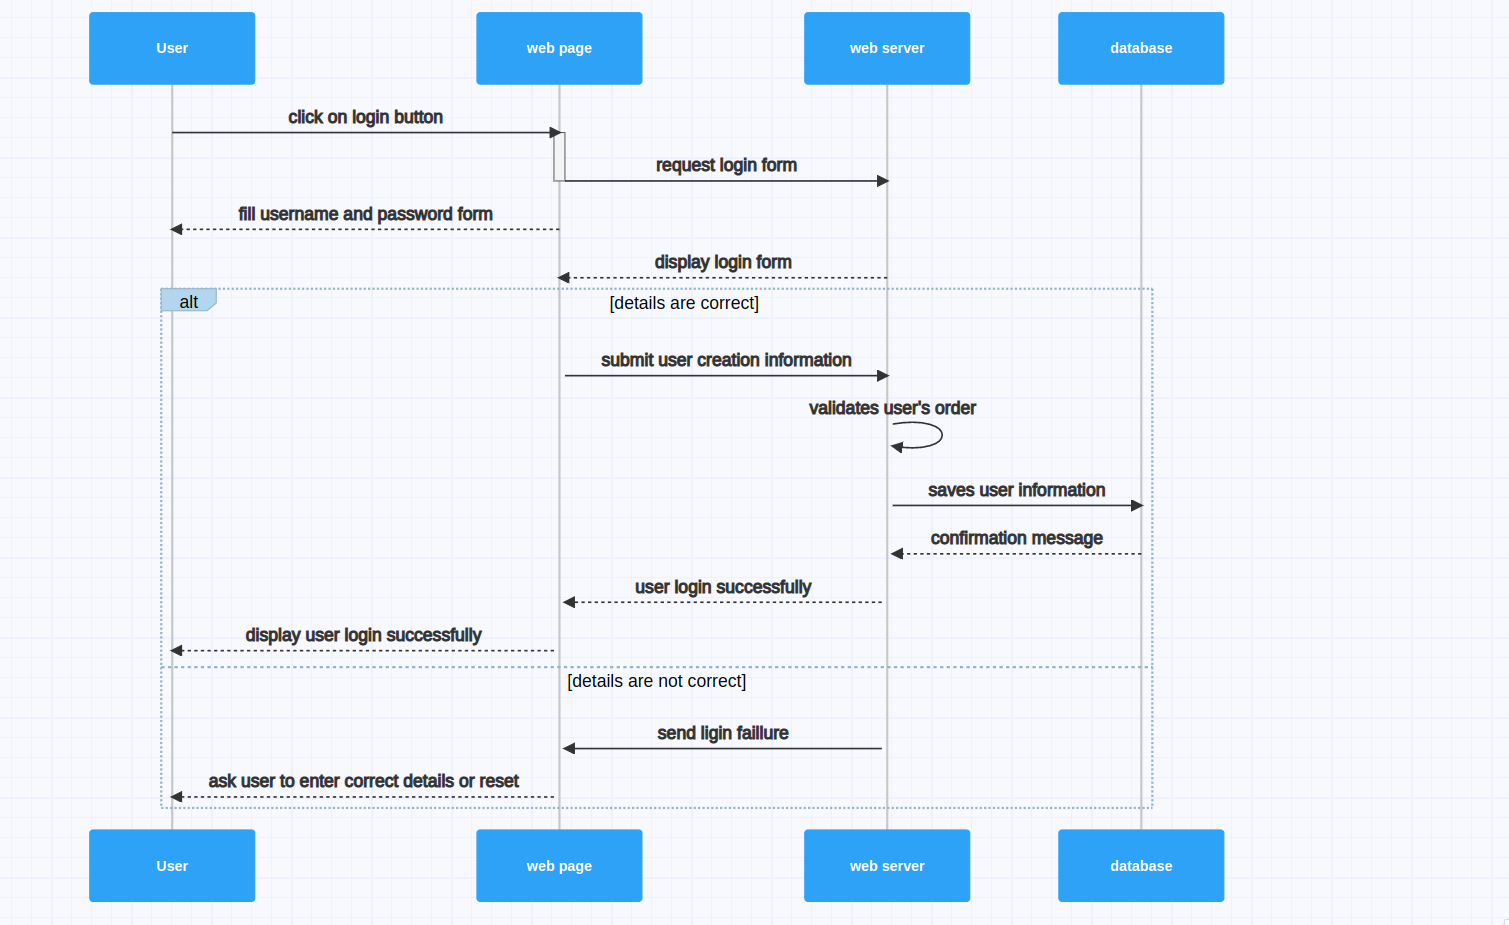 User
web page
web server
database
click on login button
request login form
fill username and password form
display login form
alt
[details are correct]
submit user creation information
validates user's order
saves user information
confirmation message
user login successfully
display user login successfully
[details are not correct]
send ligin faillure
ask user to enter correct details or reset
User
web page
web server
database